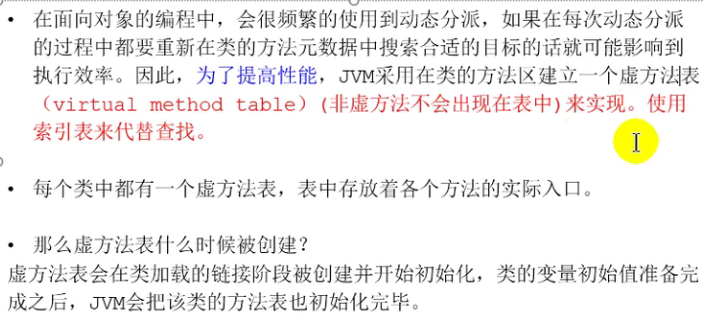 • 在面向对象的编程中，会很频繁的使用到动态分派，如果在每次动态分派
的过程中都要重新在类的方法元数据中搜索合适的目标的话就可能影响到
执行效率。因此，为了提高性能，JVM采用在类的方法区建立一个虚方法表
（virtual method table）(非虚方法不会出现在表中)来实现。使用
索引表来代替查找。
• 每个类中都有一个虚方法表，表中存放着各个方法的实际入口。
• 那么虚方法表什么时候被创建？
虚方法表会在类加载的链接阶段被创建并开始初始化，类的变量初始值准备完
成之后，JVM会把该类的方法表也初始化完毕。